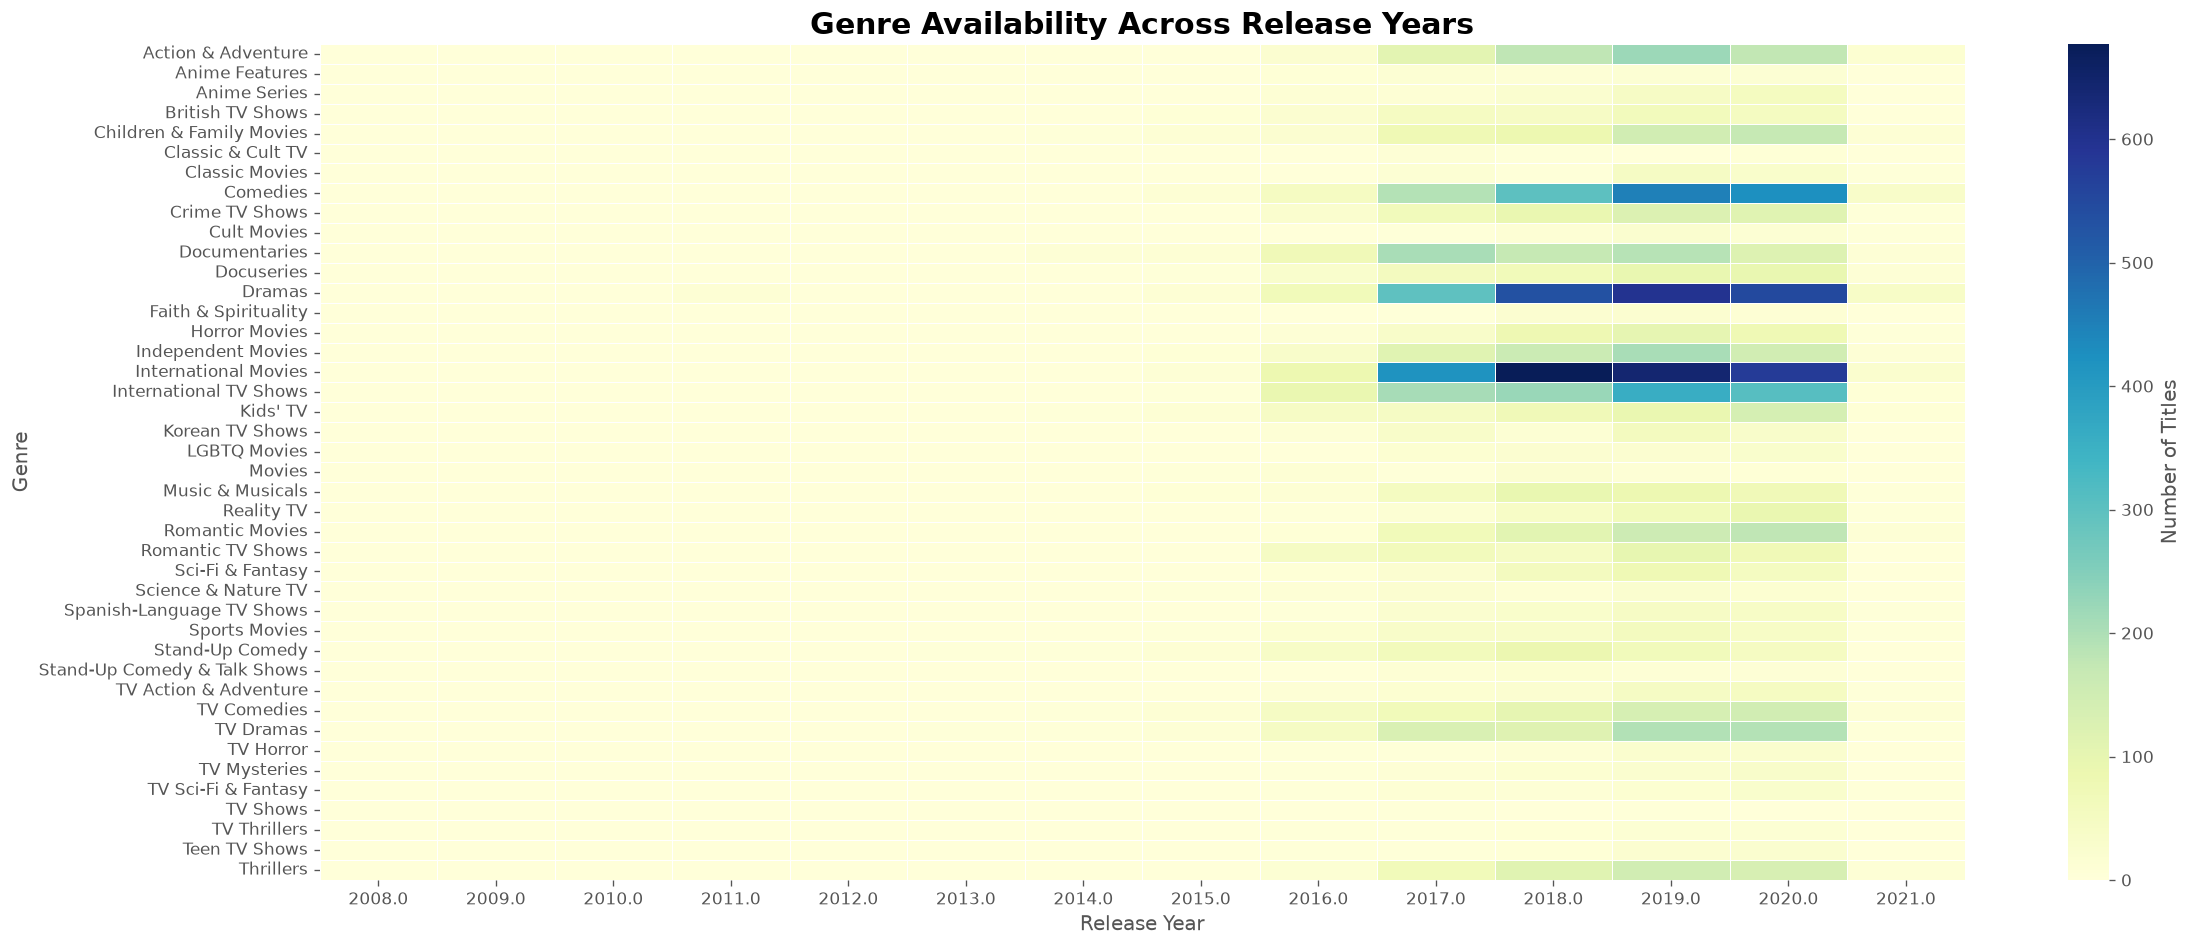 Genre Availability Across Release Years
Genre
Action & Adventure
Anime Features
Anime Series
British TV Shows
Children & Family Movies
Classic & Cult TV
Classic Movies
Comedies
Crime TV Shows
Cult Movies
Documentaries
Docuseries
Dramas
Faith & Spirituality
Horror Movies
Independent Movies
International Movies
International TV Shows
Kids' TV
Korean TV Shows
LGBTQ Movies
Movies
Music & Musicals
Reality TV
Romantic Movies
Romantic TV Shows
Sci-Fi & Fantasy
Science & Nature TV
Spanish-Language TV Shows
Sports Movies
Stand-Up Comedy
Stand-Up Comedy & Talk Shows
TV Action & Adventure
TV Comedies
TV Dramas
TV Horror
TV Mysteries
TV Sci-Fi & Fantasy
TV Shows
TV Thrillers
Teen TV Shows
Thrillers
2008.0 2009.0 2010.0 2011.0 2012.0 2013.0 2014.0 2015.0 2016.0 2017.0 2018.0 2019.0 2020.0 2021.0
Release Year
600
500
400
300
200
100
0
Number of Titles